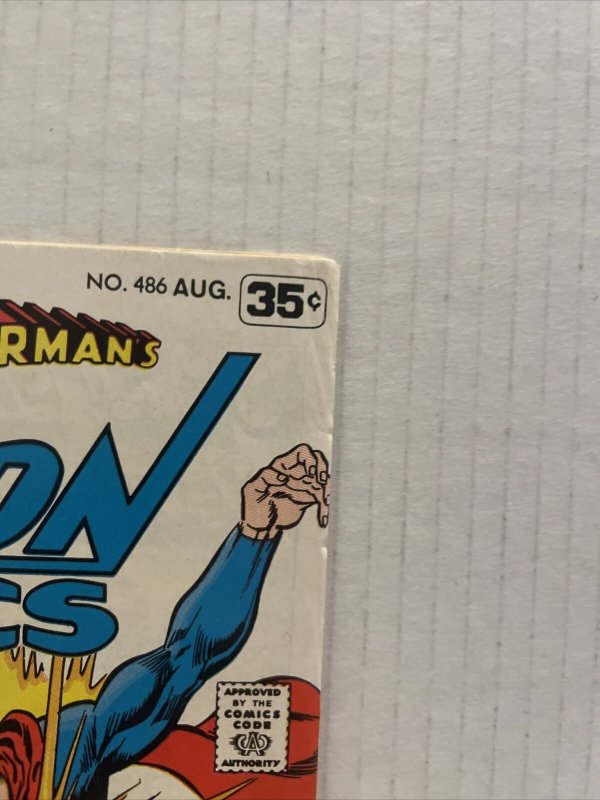 NO. 486 AUG. 35¢
RMAN'S
ON
CS
APPROVED
BY THE
COMICS
CODE
CA
AUTHORITY